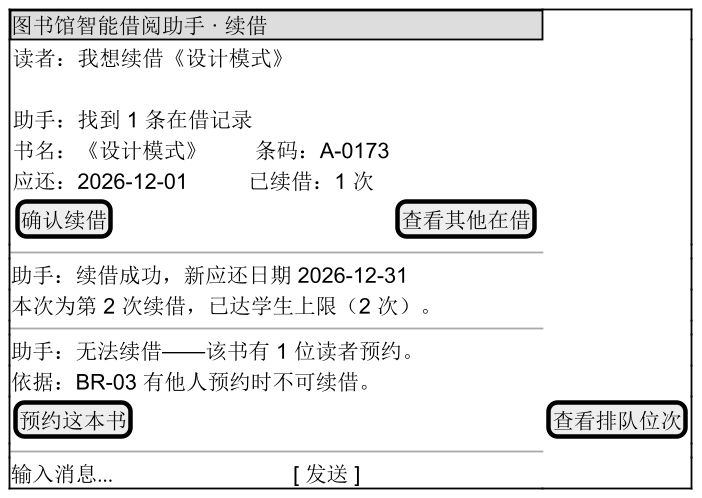 图书馆智能借阅助手 · 续借
读者：我想续借《设计模式》
助手：找到 1 条在借记录
书名：《设计模式》 条码：A-0173
应还：2026-12-01 已续借：1 次
确认续借 查看其他在借
助手：续借成功，新应还日期 2026-12-31
本次为第 2 次续借，已达学生上限（2 次）。
助手：无法续借——该书有 1 位读者预约。
依据：BR-03 有他人预约时不可续借。
预约这本书 查看排队位次
输入消息... [ 发送 ]